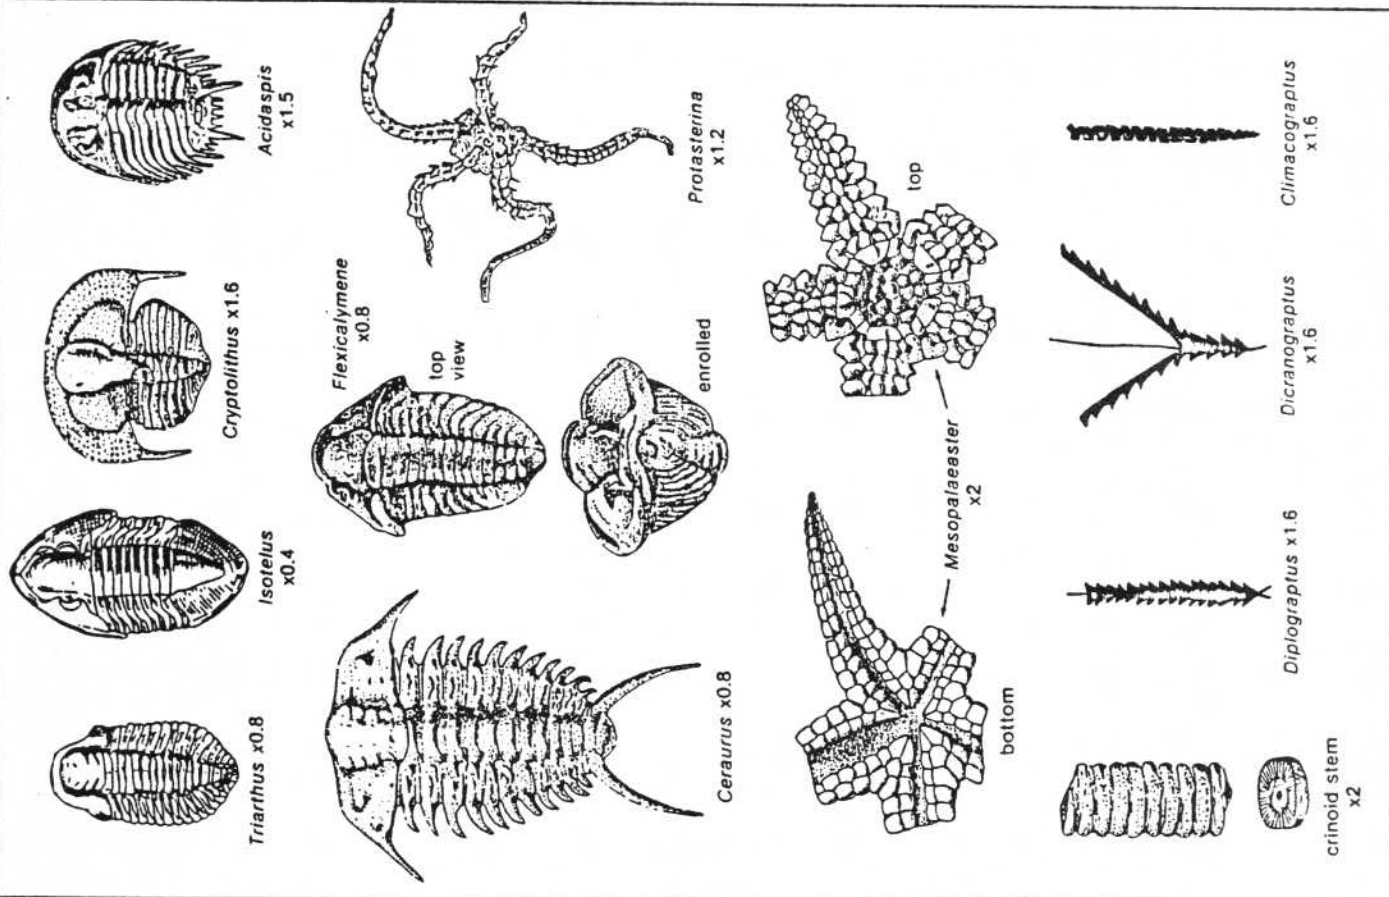 Triarthus x0.8
Isotelus
x0.4
Cryptolithus x1.6
Acidaspis
x1.5
Ceraurus x0.8
Flexicalymene
x0.8
top
view
enrolled
Protasterina
x1.2
bottom
Mesopalaeaster
x2
top
crinoid stem
x2
Diplograptus x1.6
Dicranograptus
x1.6
Climacograptus
x1.6